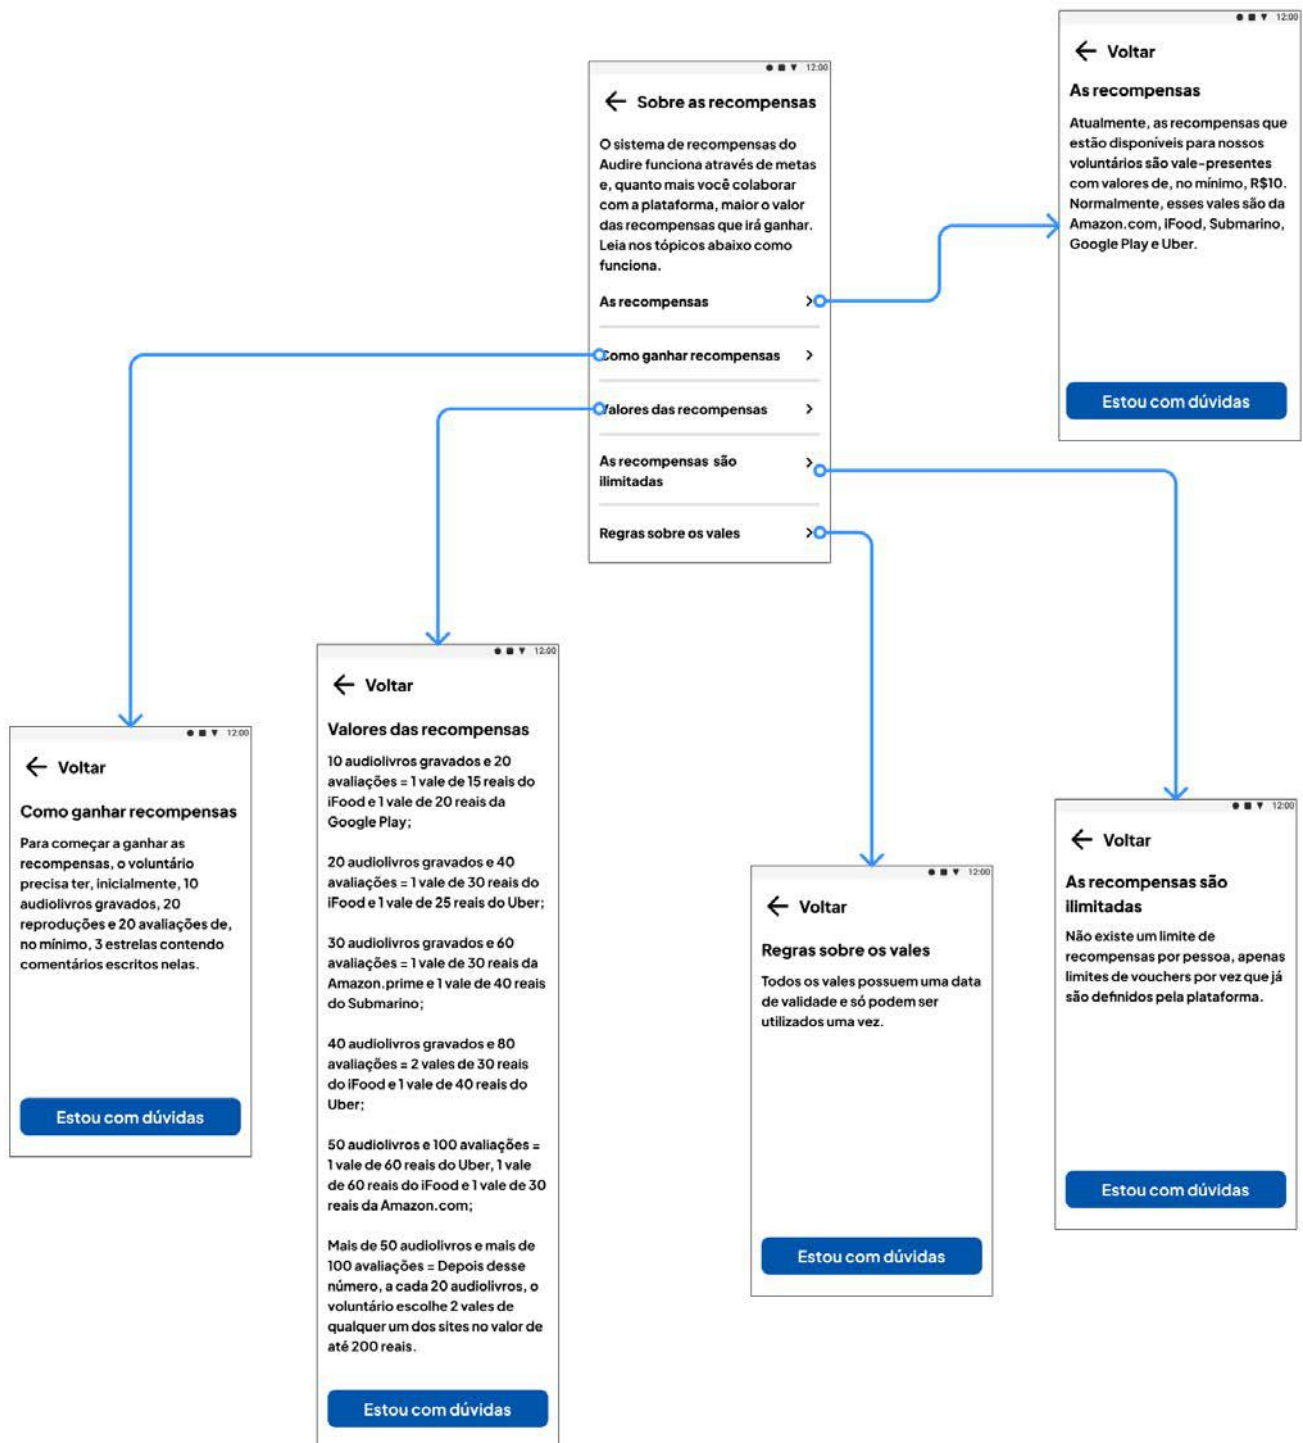 12:00
Sobre as recompensas
O sistema de recompensas do
Audire funciona através de metas
e, quanto mais você colaborar
com a plataforma, maior o valor
das recompensas que irá ganhar.
Leia nos tópicos abaixo como
funciona.
As recompensas
Como ganhar recompensas
Valores das recompensas
As recompensas são
ilimitadas
Regras sobre os vales
12:00
Voltar
As recompensas
Atualmente, as recompensas que
estão disponíveis para nossos
voluntários são vale-presentes
com valores de, no mínimo, R$10.
Normalmente, esses vales são da
Amazon.com, iFood, Submarino,
Google Play e Uber.
Estou com dúvidas
12:00
Voltar
Como ganhar recompensas
Para começar a ganhar as
recompensas, o voluntário
precisa ter, inicialmente, 10
audiolivros gravados, 20
reproduções e 20 avaliações de,
no mínimo, 3 estrelas contendo
comentários escritos nelas.
Estou com dúvidas
12:00
Voltar
Valores das recompensas
10 audiolivros gravados e 20
avaliações = 1 vale de 15 reais do
iFood e 1 vale de 20 reais da
Google Play;
20 audiolivros gravados e 40
avaliações = 1 vale de 30 reais do
iFood e 1 vale de 25 reais do Uber;
30 audiolivros gravados e 60
avaliações = 1 vale de 30 reais da
Amazon.prime e 1 vale de 40 reais
do Submarino;
40 audiolivros gravados e 80
avaliações = 2 vales de 30 reais
do iFood e 1 vale de 40 reais do
Uber;
50 audiolivros e 100 avaliações =
1 vale de 60 reais do Uber, 1 vale
de 60 reais do iFood e 1 vale de 30
reais da Amazon.com;
Mais de 50 audiolivros e mais de
100 avaliações = Depois desse
número, a cada 20 audiolivros, o
voluntário escolhe 2 vales de
qualquer um dos sites no valor de
até 200 reais.
Estou com dúvidas
12:00
Voltar
Regras sobre os vales
Todos os vales possuem uma data
de validade e só podem ser
utilizados uma vez.
Estou com dúvidas
12:00
Voltar
As recompensas são
ilimitadas
Não existe um limite de
recompensas por pessoa, apenas
limites de vouchers por vez que já
são definidos pela plataforma.
Estou com dúvidas